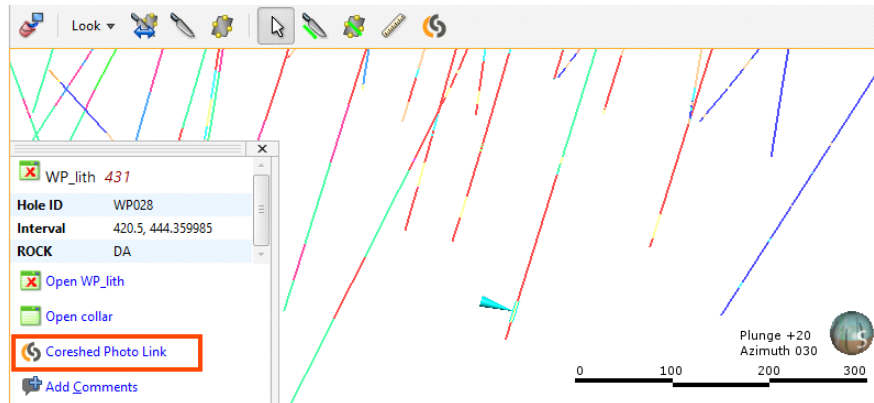 Look
WP_lith 431
Hole ID WP028
Interval 420.5, 444.359985
ROCK DA
Open WP_lith
Open collar
Coreshed Photo Link
Add Comments
Plunge +20
Azimuth 030
S
0 100 200 300